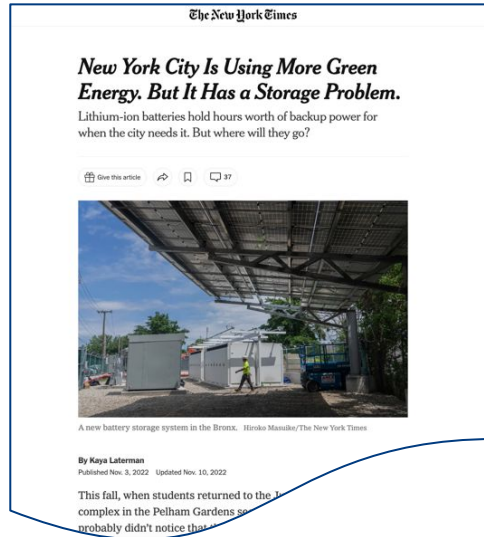 The New York Times
New York City Is Using More Green
Energy. But It Has a Storage Problem.
Lithium-ion batteries hold hours worth of backup power for
when the city needs it. But where will they go?
Give this article
37
A new battery storage system in the Bronx. Hiroko Masuike/The New York Times
By Kaya Laterman
Published Nov. 3, 2022 Updated Nov. 10, 2022
This fall, when students returned to the
complex in the Pelham Gardens
probably didn't notice that